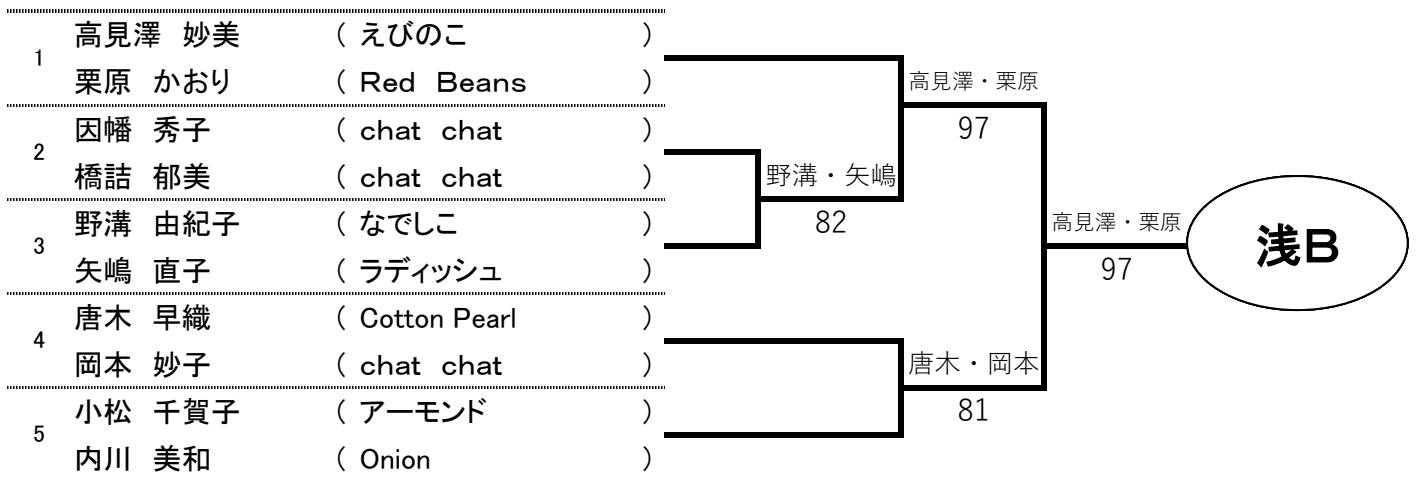 1
高見澤 妙美 ( えびのこ )
栗原 かおり ( Red Beans )
2
因幡 秀子 ( chat chat )
橋詰 郁美 ( chat chat )
3
野溝 由紀子 ( なでしこ )
矢嶋 直子 ( ラディッシュ )
4
唐木 早織 ( Cotton Pearl )
岡本 妙子 ( chat chat )
5
小松 千賀子 ( アーモンド )
内川 美和 ( Onion )
野溝・矢嶋
82
高見澤・栗原
97
唐木・岡本
81
高見澤・栗原
97
浅B